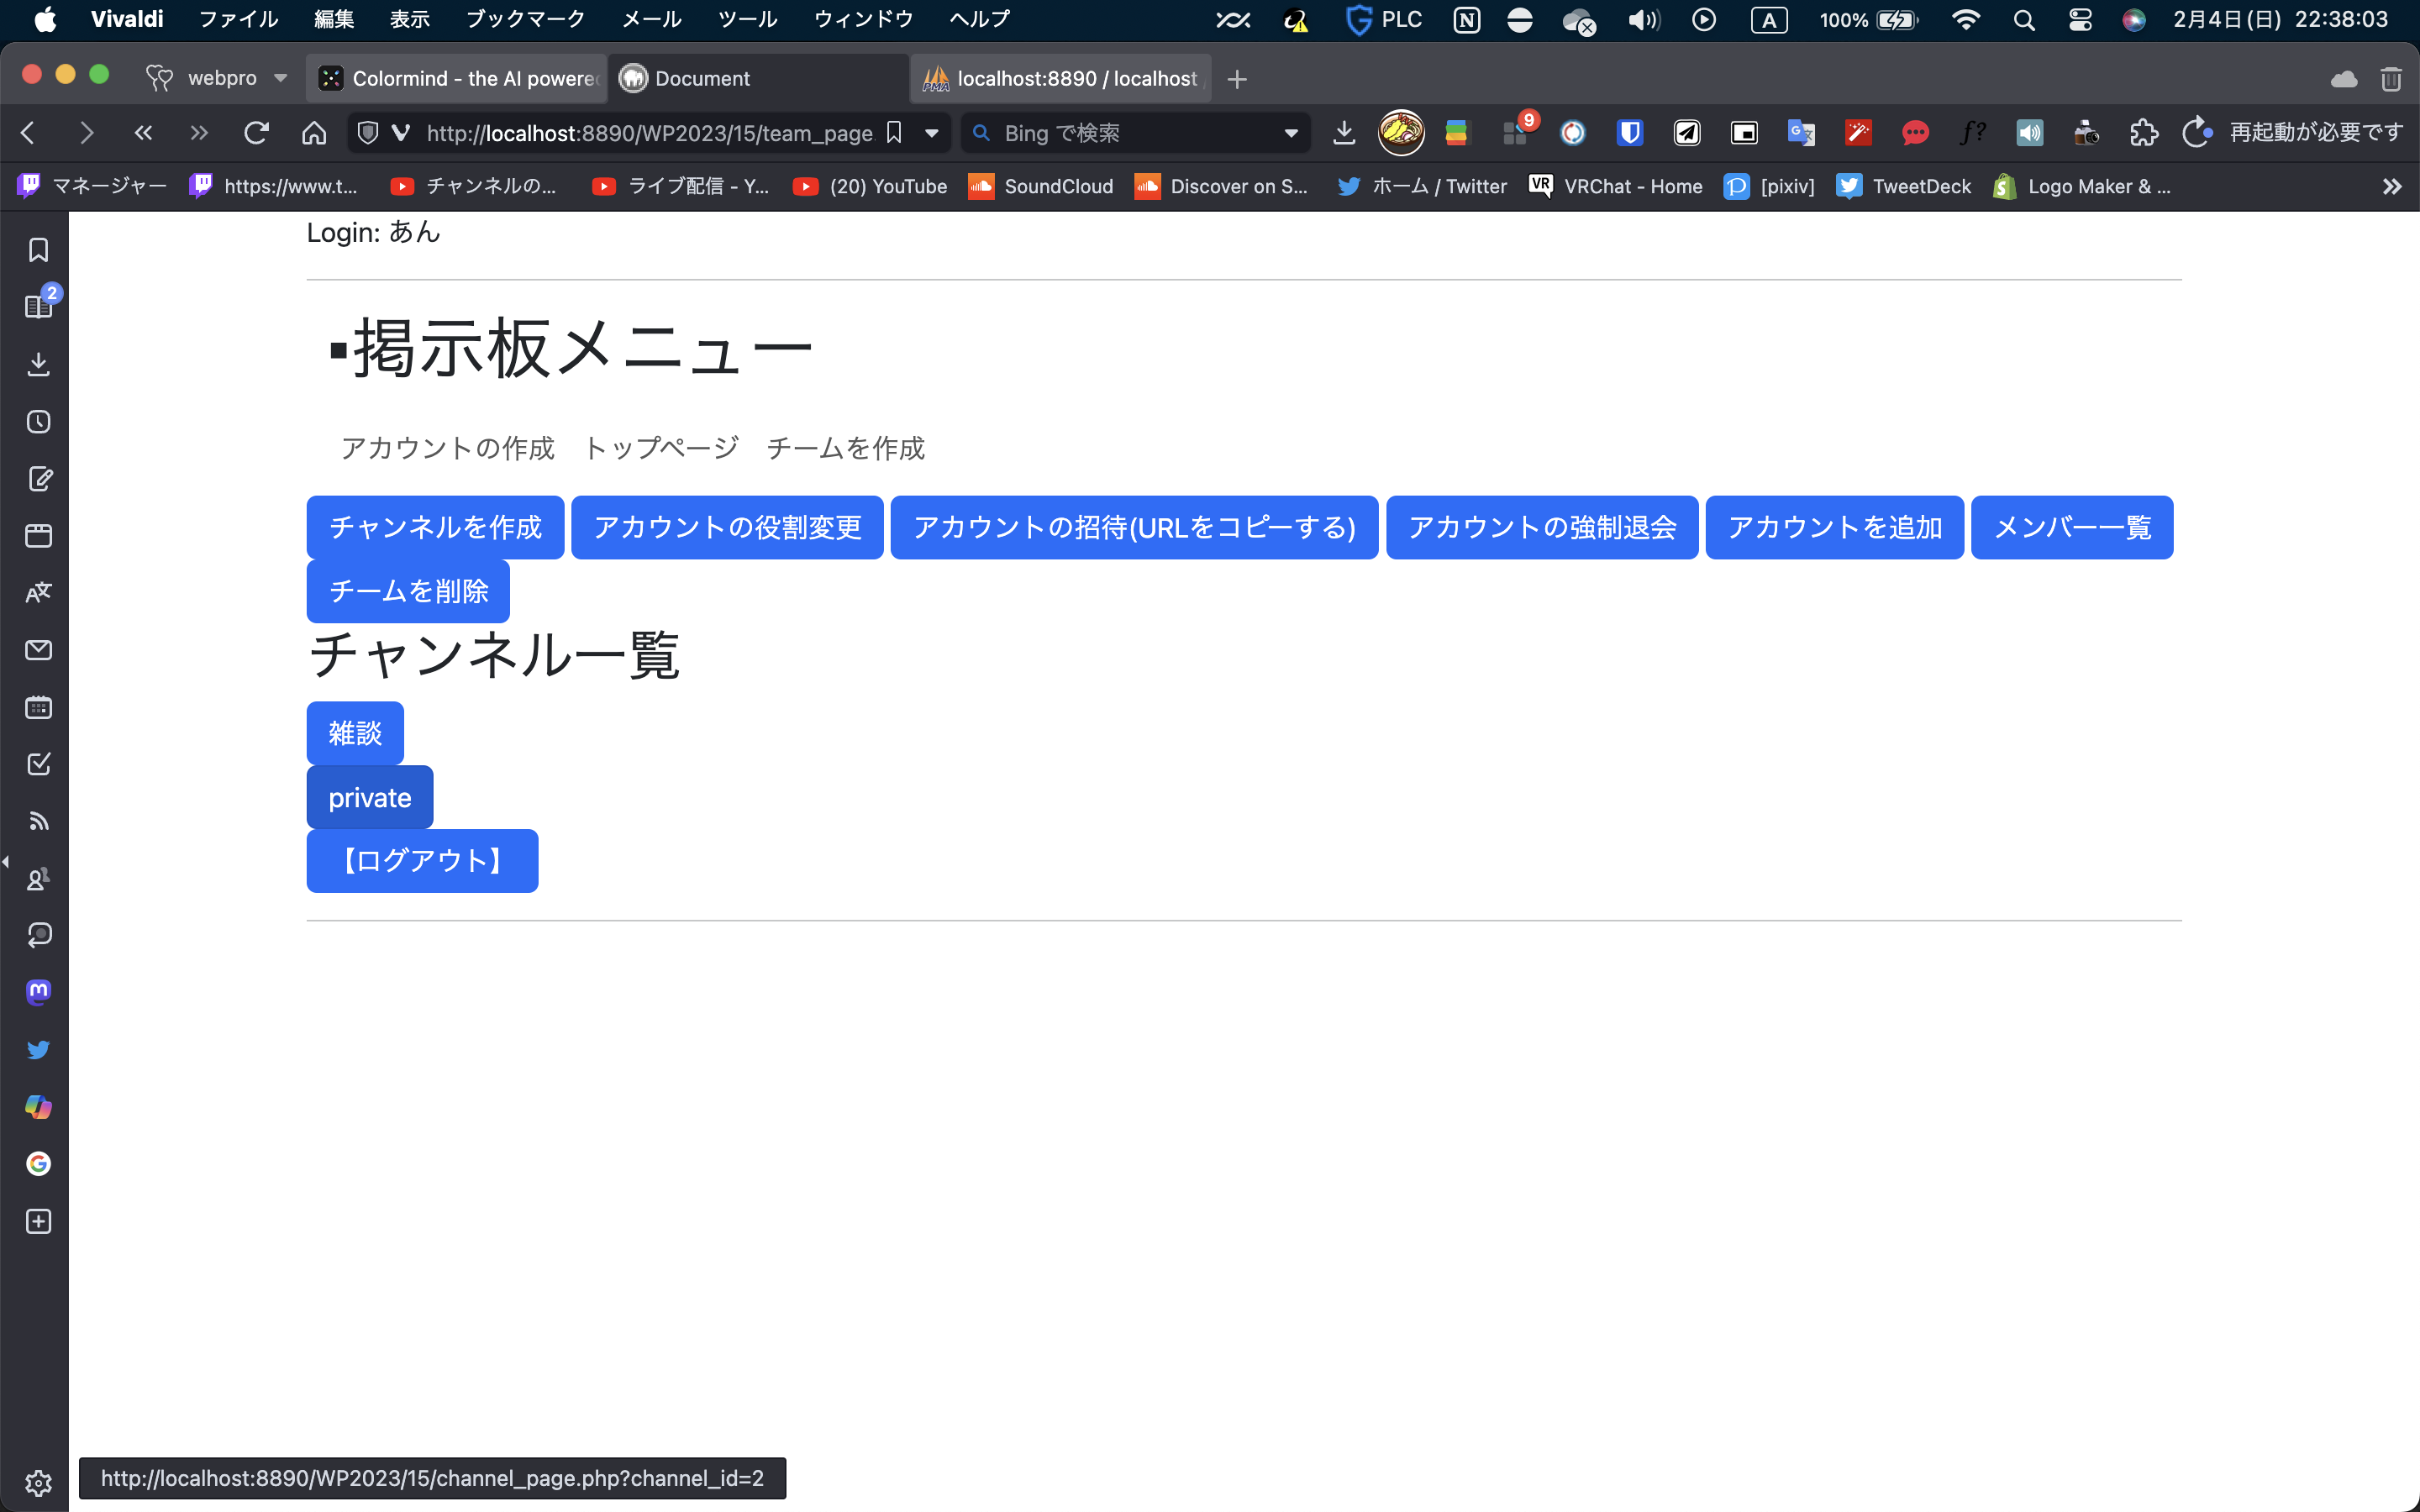 Vivaldi ファイル 編集 表示 ブックマーク メール ツール ウィンドウ ヘルプ PLC A 100% 2月4日(日) 22:38:03
webpro Colormind - the AI powere Document localhost:8890 / localhost
http://localhost:8890/WP2023/15/team_page Bing で検索 9 再起動が必要です
マネージャー https://www.t... チャンネルの... ライブ配信 - Y... (20) YouTube SoundCloud Discover on S... ホーム / Twitter VRChat - Home [pixiv] TweetDeck Logo Maker & ...
Login: あん
2
▪掲示板メニュー
アカウントの作成 トップページ チームを作成
チャンネルを作成 アカウントの役割変更 アカウントの招待(URLをコピーする) アカウントの強制退会 アカウントを追加 メンバー一覧
チームを削除
チャンネル一覧
雑談
private
【ログアウト】
http://localhost:8890/WP2023/15/channel_page.php?channel_id=2